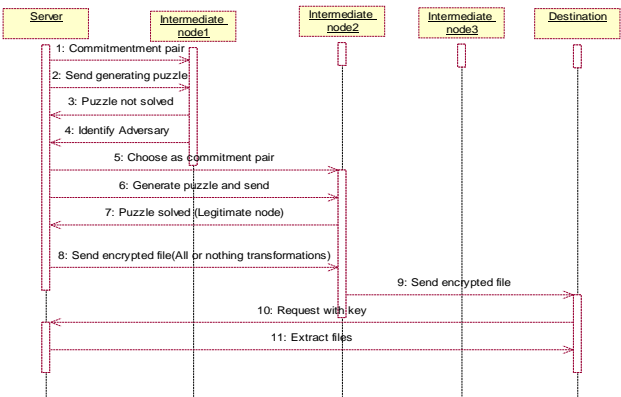 Server
Intermediate
node1
Intermediate
node2
Intermediate
node3
Destination
1: Commitmentment pair
2: Send generating puzzle
3: Puzzle not solved
4: Identify Adversary
5: Choose as commitment pair
6: Generate puzzle and send
7: Puzzle solved (Legitimate node)
8: Send encrypted file(All or nothing transformations)
9: Send encrypted file
10: Request with key
11: Extract files